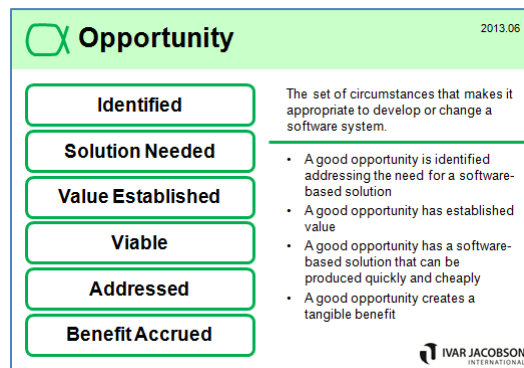 Opportunity
2013.06
Identified
Solution Needed
Value Established
Viable
Addressed
Benefit Accrued
The set of circumstances that makes it
appropriate to develop or change a
software system.
• A good opportunity is identified
addressing the need for a software-
based solution
• A good opportunity has established
value
• A good opportunity has a software-
based solution that can be
produced quickly and cheaply
• A good opportunity creates a
tangible benefit
IVAR JACOBSON
INTERNATIONAL